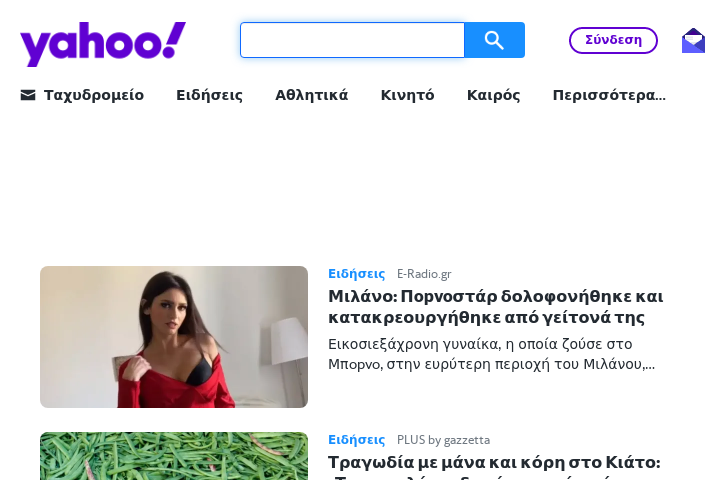 yahoo!
Σύνδεση
Ταχυδρομείο Ειδήσεις Αθλητικά Κινητό Καιρός Περισσότερα...
Ειδήσεις E-Radio.gr
Μιλάνο: Πορνοστάρ δολοφονήθηκε και
κατακρεουργήθηκε από γείτονά της
Εικοσιεξάχρονη γυναίκα, η οποία ζούσε στο
Μπορνο, στην ευρύτερη περιοχή του Μιλάνου,...
Ειδήσεις PLUS by gazzetta
Τραγωδία με μάνα και κόρη στο Κιάτο: